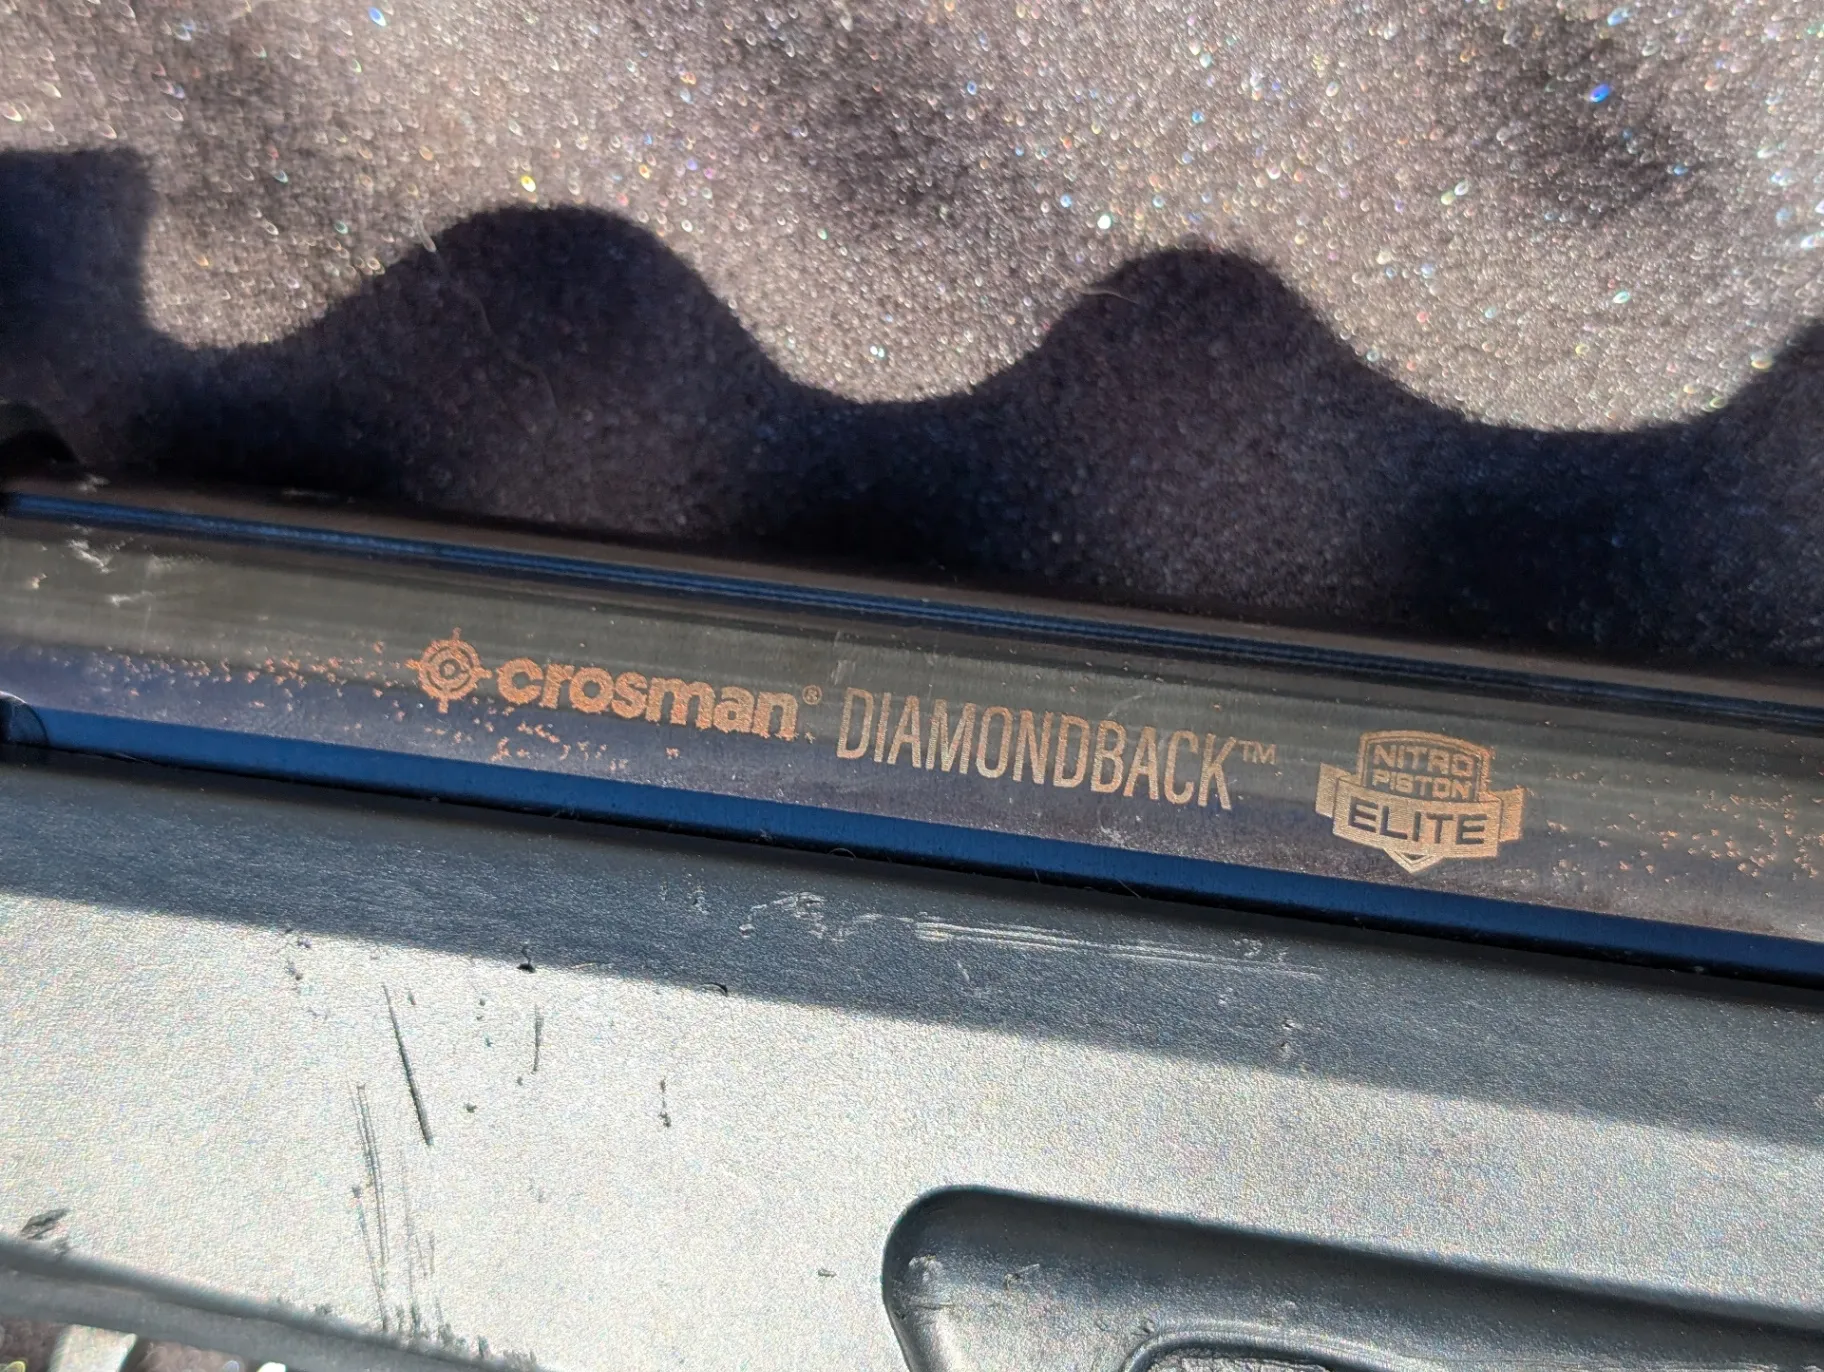 crosman® DIAMONDBACK™
NITRO
PISTON
ELITE